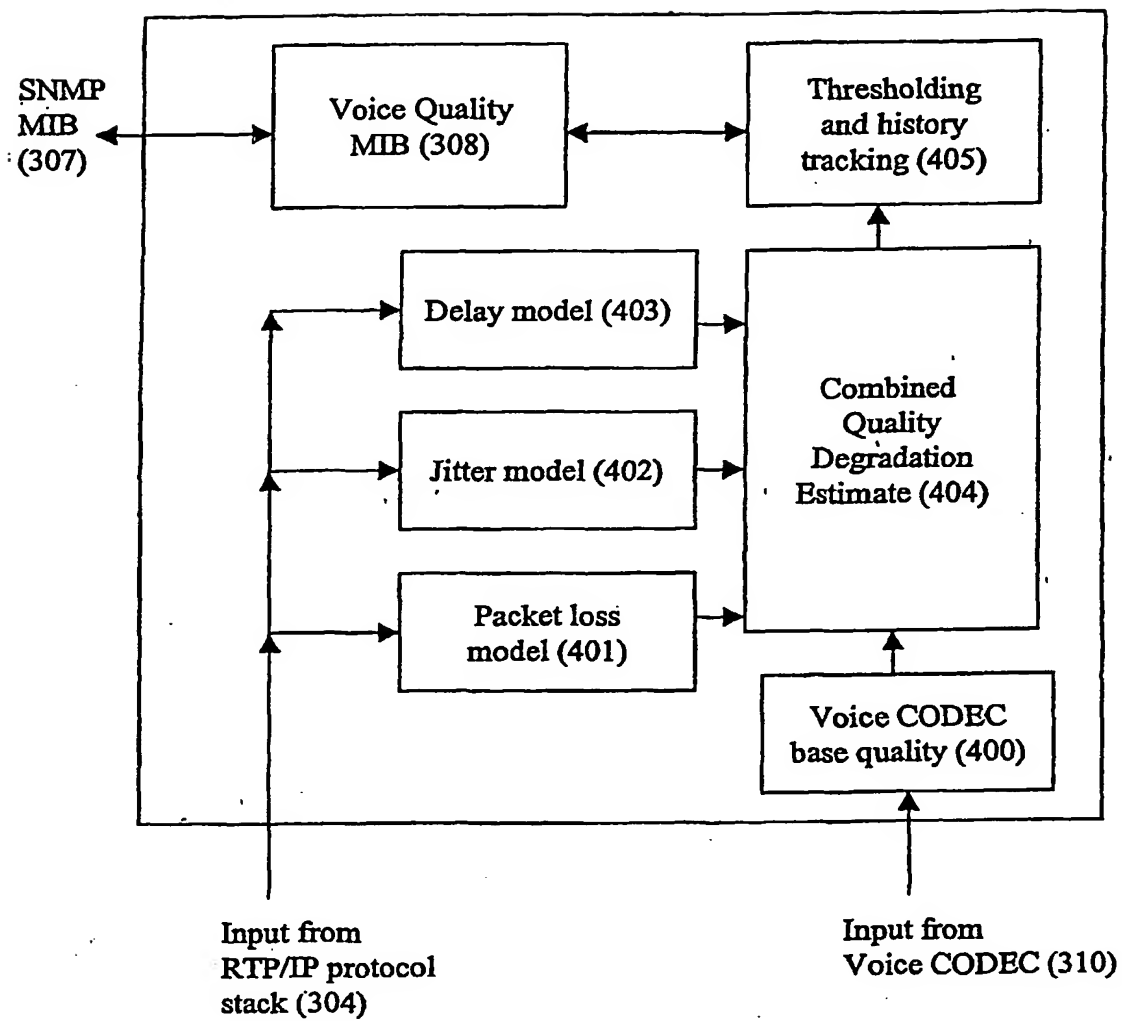 SNMP
MIB
(307)
Voice Quality
MIB (308)
Thresholding
and history
tracking (405)
Delay model (403)
Jitter model (402)
Packet loss
model (401)
Combined
Quality
Degradation
Estimate (404)
Voice CODEC
base quality (400)
Input from
RTP/IP protocol
stack (304)
Input from
Voice CODEC (310)